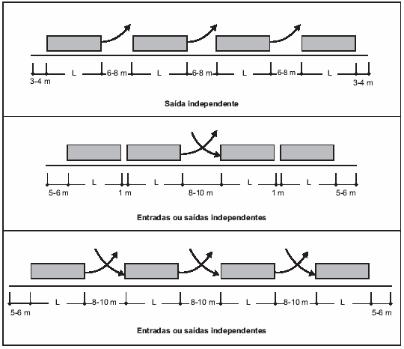 L 6-8 m L 6-8 m L 6-8 m L
3-4 m 3-4 m
Saída independente
5-6 m L 1 m L 8-10 m L 1 m L 5-6 m
Entradas ou saídas independentes
L 8-10 m L 8-10 m L 8-10 m L
5-6 m 5-6 m
Entradas ou saídas independentes